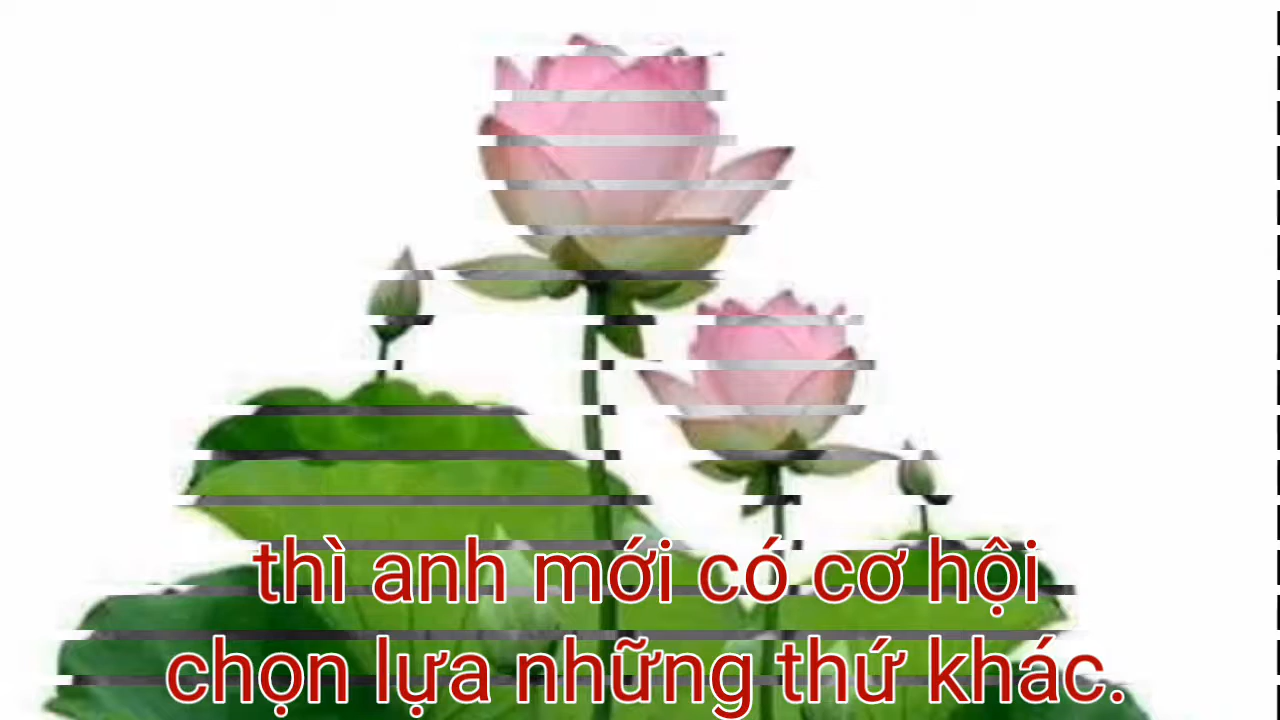 thì anh mới có cơ hội
chọn lựa những thứ khác.